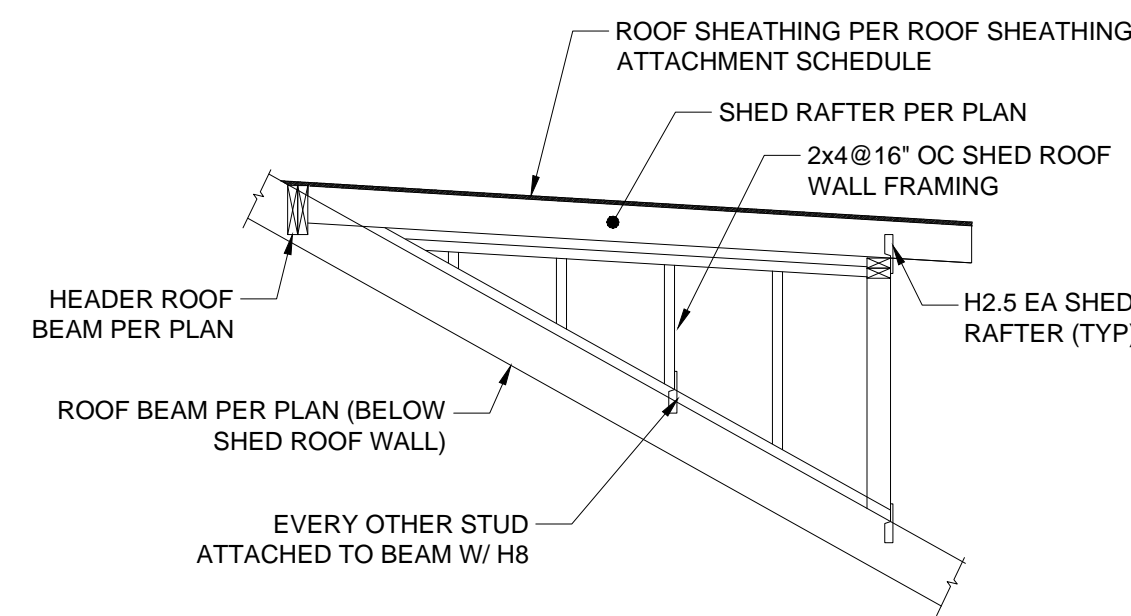 ROOF SHEATHING PER ROOF SHEATHING
ATTACHMENT SCHEDULE
SHED RAFTER PER PLAN
2x4@16" OC SHED ROOF
WALL FRAMING
HEADER ROOF
BEAM PER PLAN
H2.5 EA SHED
RAFTER (TYP)
ROOF BEAM PER PLAN (BELOW
SHED ROOF WALL)
EVERY OTHER STUD
ATTACHED TO BEAM W/ H8